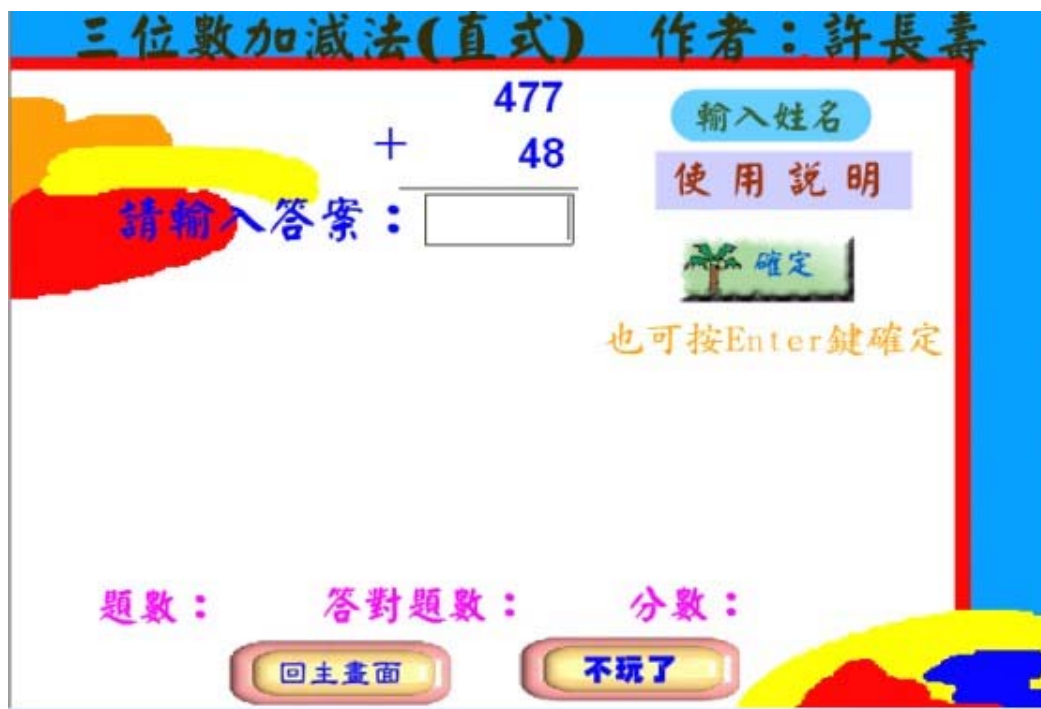 三位數加減法(直式) 作者：許長壽
477
+ 48
請輸入答案：
輸入姓名
使用說明
確定
也可按Enter鍵確定
題數： 答對題數： 分數：
回主畫面 不玩了